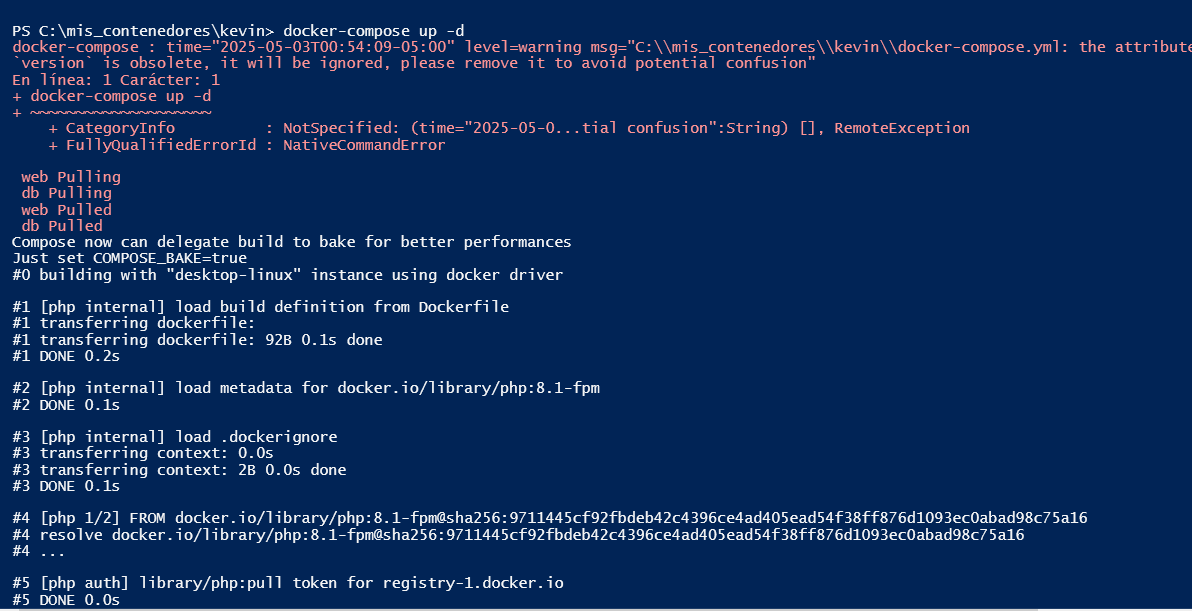 PS C:\mis_contenedores\kevin> docker-compose up -d
docker-compose : time="2025-05-03T00:54:09-05:00" level=warning msg="C:\\mis_contenedores\\kevin\\docker-compose.yml: the attribute
`version` is obsolete, it will be ignored, please remove it to avoid potential confusion"
En línea: 1 Carácter: 1
+ docker-compose up -d
+ ~~~~~~~~~~~~~~~~~~~~
+ CategoryInfo          : NotSpecified: (time="2025-05-0...tial confusion":String) [], RemoteException
+ FullyQualifiedErrorId : NativeCommandError
web Pulling
db Pulling
web Pulled
db Pulled
Compose now can delegate build to bake for better performances
Just set COMPOSE_BAKE=true
#0 building with "desktop-linux" instance using docker driver
#1 [php internal] load build definition from Dockerfile
#1 transferring dockerfile:
#1 transferring dockerfile: 92B 0.1s done
#1 DONE 0.2s
#2 [php internal] load metadata for docker.io/library/php:8.1-fpm
#2 DONE 0.1s
#3 [php internal] load .dockerignore
#3 transferring context: 0.0s
#3 transferring context: 2B 0.0s done
#3 DONE 0.1s
#4 [php 1/2] FROM docker.io/library/php:8.1-fpm@sha256:9711445cf92fbdeb42c4396ce4ad405ead54f38ff876d1093ec0abad98c75a16
#4 resolve docker.io/library/php:8.1-fpm@sha256:9711445cf92fbdeb42c4396ce4ad405ead54f38ff876d1093ec0abad98c75a16
#4 ...
#5 [php auth] library/php:pull token for registry-1.docker.io
#5 DONE 0.0s